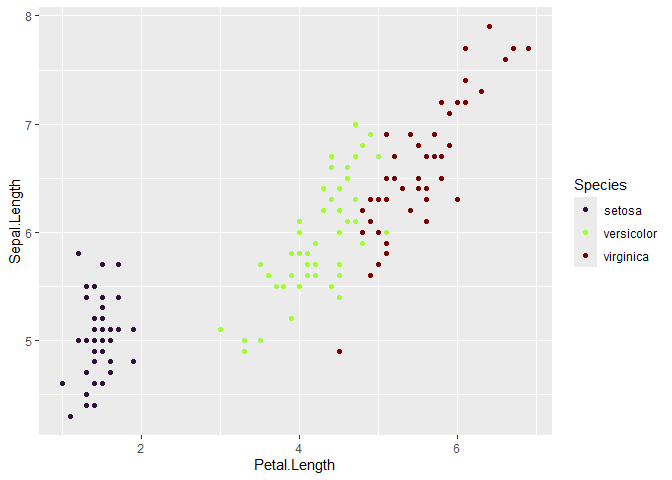 8
7
6
5
Sepal.Length
2
4
6
Petal.Length
Species
setosa
versicolor
virginica